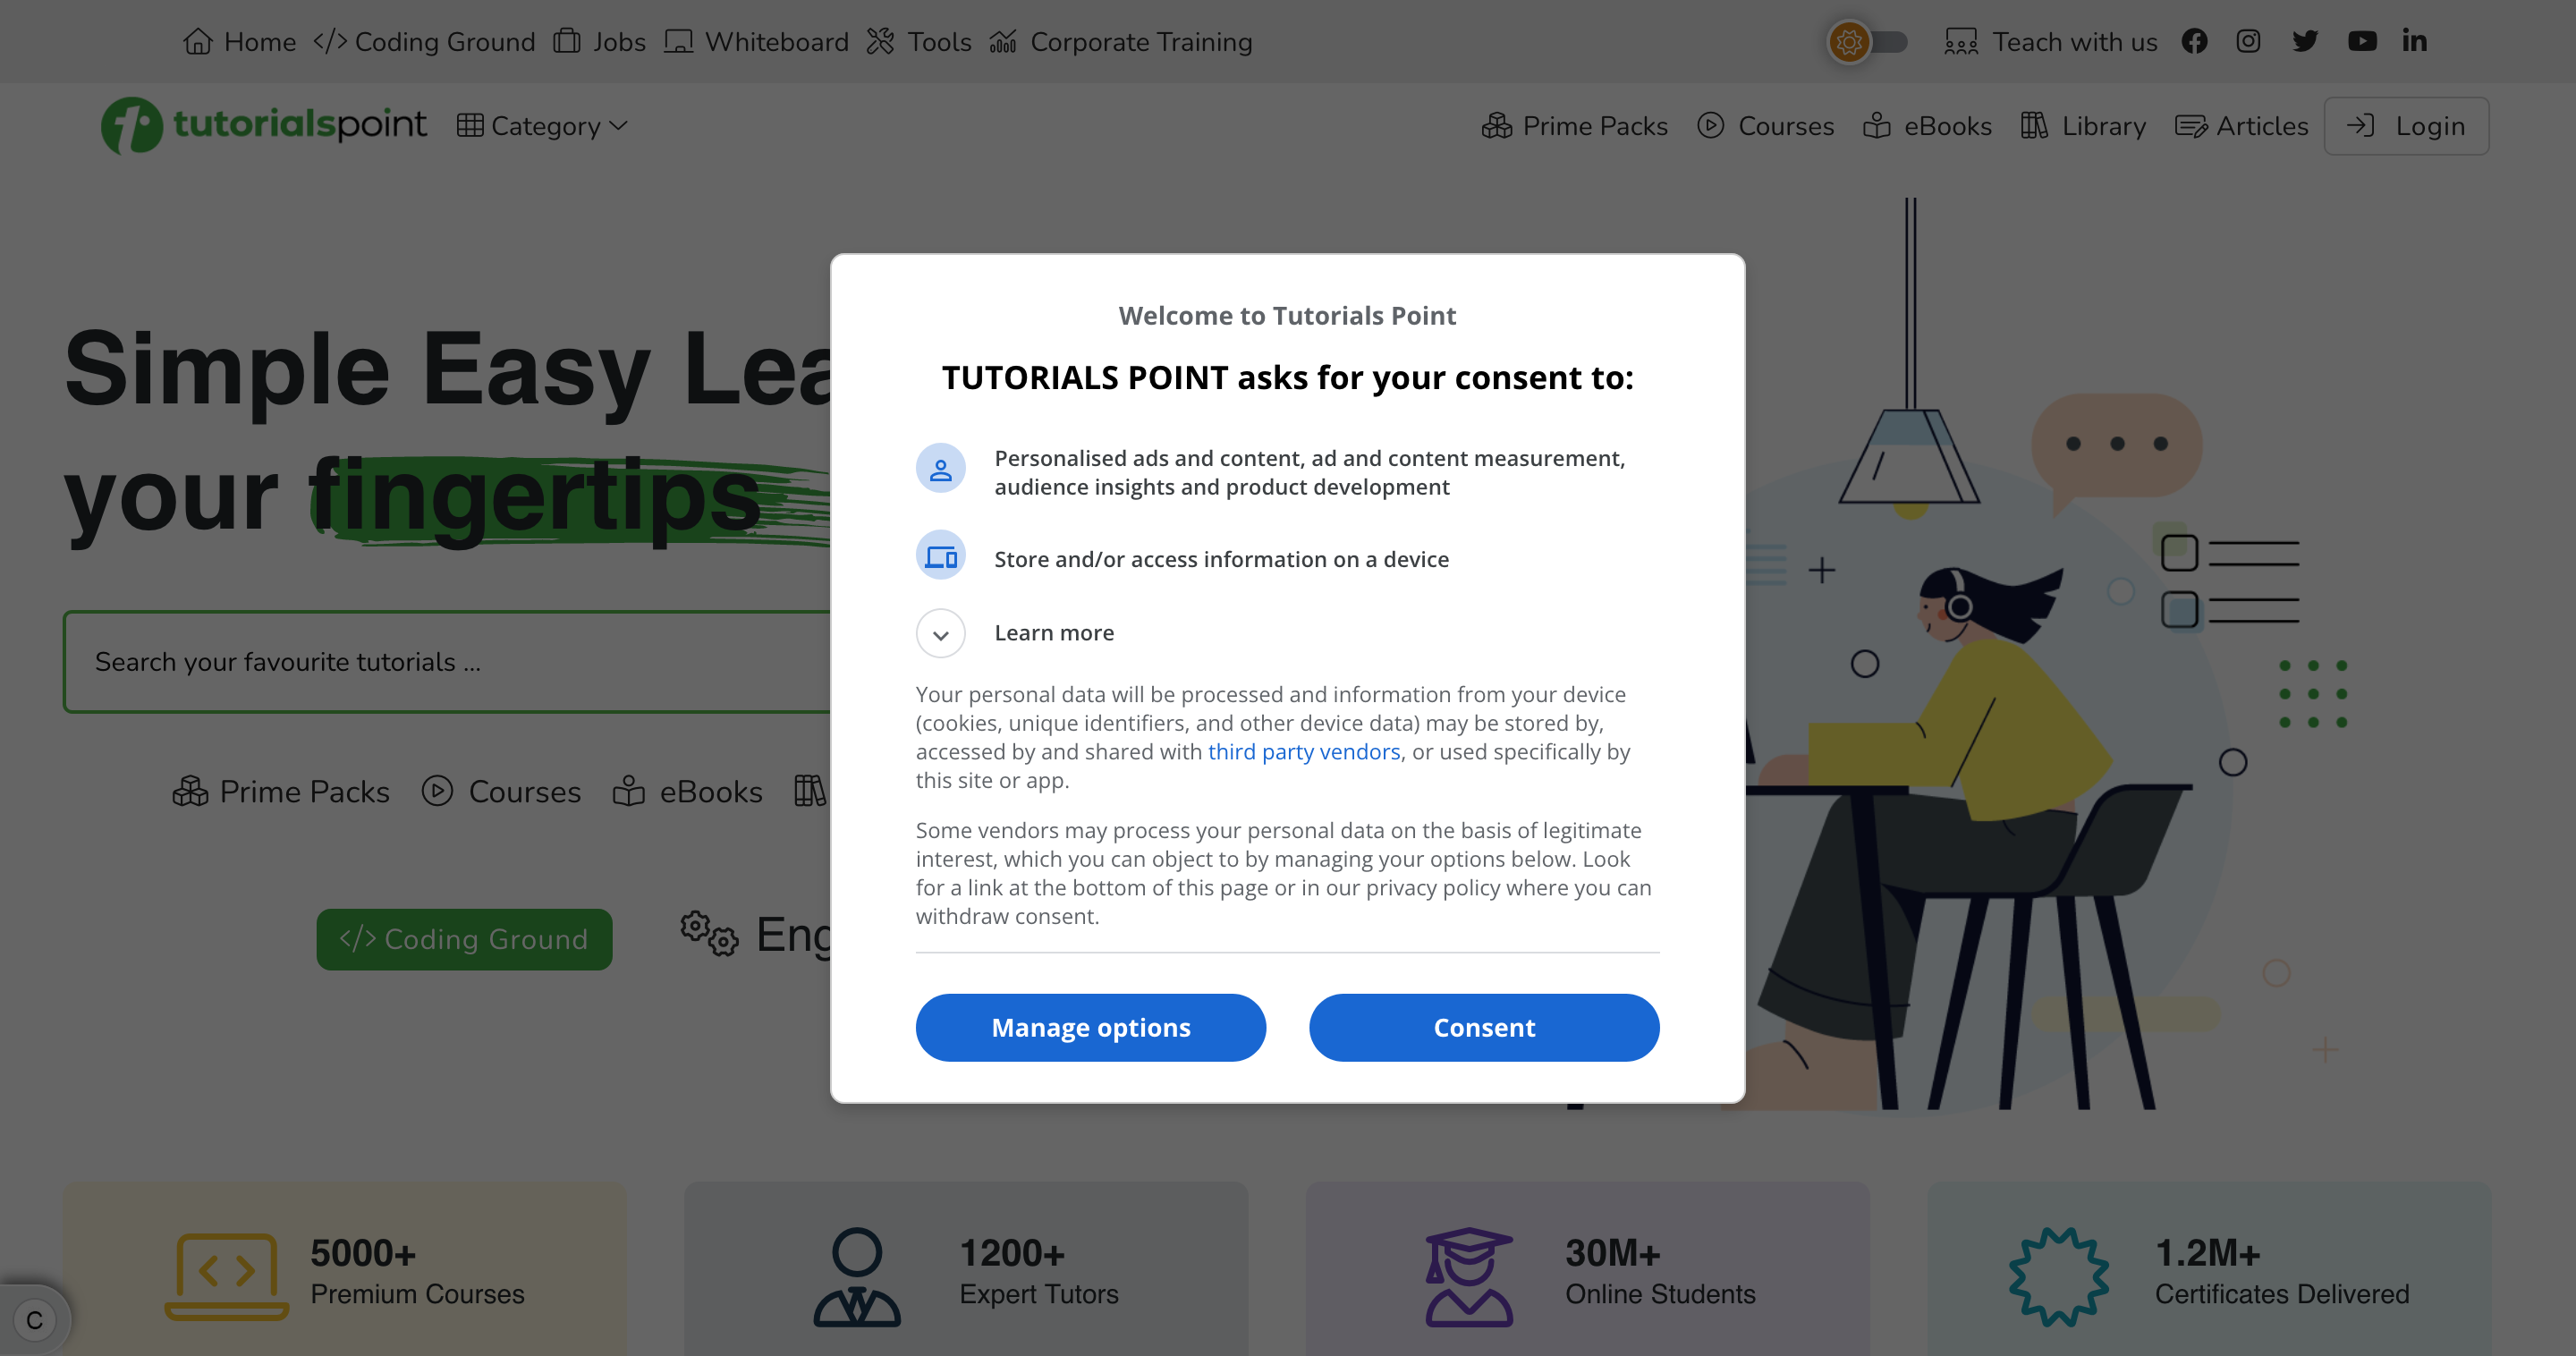 Home </> Coding Ground Jobs Whiteboard Tools Corporate Training Teach with us
tutorialspoint Category Prime Packs Courses eBooks Library Articles Login
Simple Easy Lea
your fingertips
Search your favourite tutorials ...
Prime Packs Courses eBooks
</> Coding Ground Eng
Welcome to Tutorials Point
TUTORIALS POINT asks for your consent to:
Personalised ads and content, ad and content measurement,
audience insights and product development
Store and/or access information on a device
Learn more
Your personal data will be processed and information from your device
(cookies, unique identifiers, and other device data) may be stored by,
accessed by and shared with third party vendors, or used specifically by
this site or app.
Some vendors may process your personal data on the basis of legitimate
interest, which you can object to by managing your options below. Look
for a link at the bottom of this page or in our privacy policy where you can
withdraw consent.
Manage options Consent
5000+
Premium Courses
1200+
Expert Tutors
30M+
Online Students
1.2M+
Certificates Delivered
C